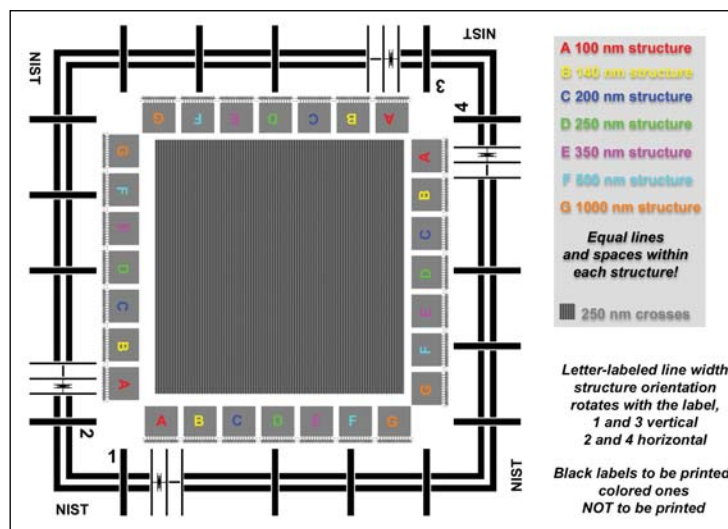 NIST
NIST
3
4
G F E D C B A
G
F
E
D
C
B
A
A
B
C
D
E
F
G
2
1
A B C D E F G
NIST
NIST
A 100 nm structure
B 140 nm structure
C 200 nm structure
D 250 nm structure
E 350 nm structure
F 500 nm structure
G 1000 nm structure
Equal lines
and spaces within
each structure!
250 nm crosses
Letter-labeled line width
structure orientation
rotates with the label,
1 and 3 vertical
2 and 4 horizontal
Black labels to be printed
colored ones
NOT to be printed